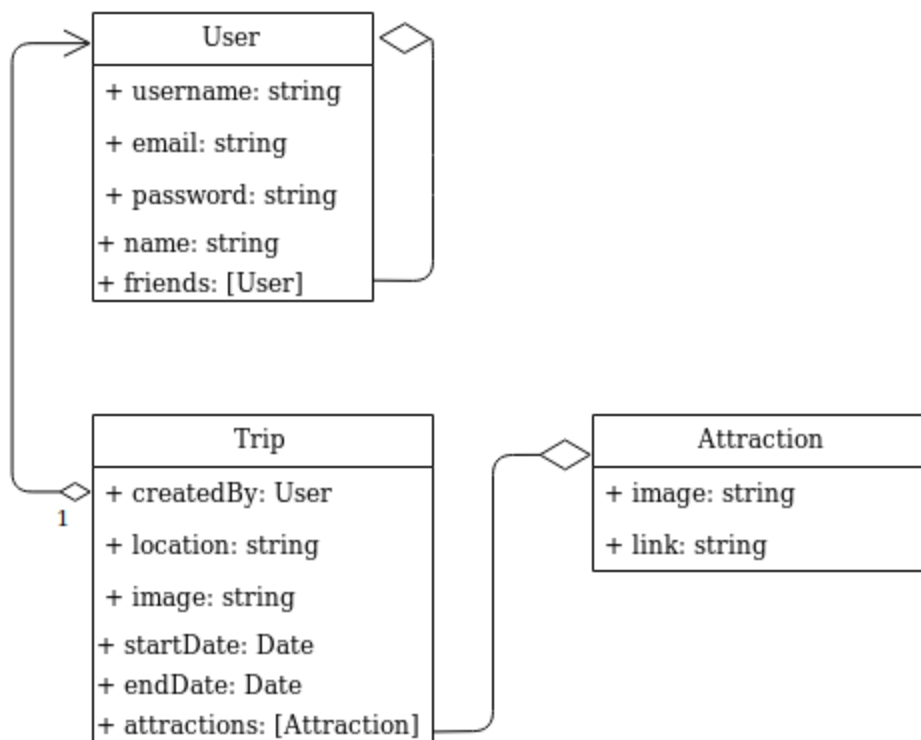 User
+ username: string
+ email: string
+ password: string
+ name: string
+ friends: [User]
Trip
+ createdBy: User
+ location: string
+ image: string
+ startDate: Date
+ endDate: Date
+ attractions: [Attraction]
1
Attraction
+ image: string
+ link: string